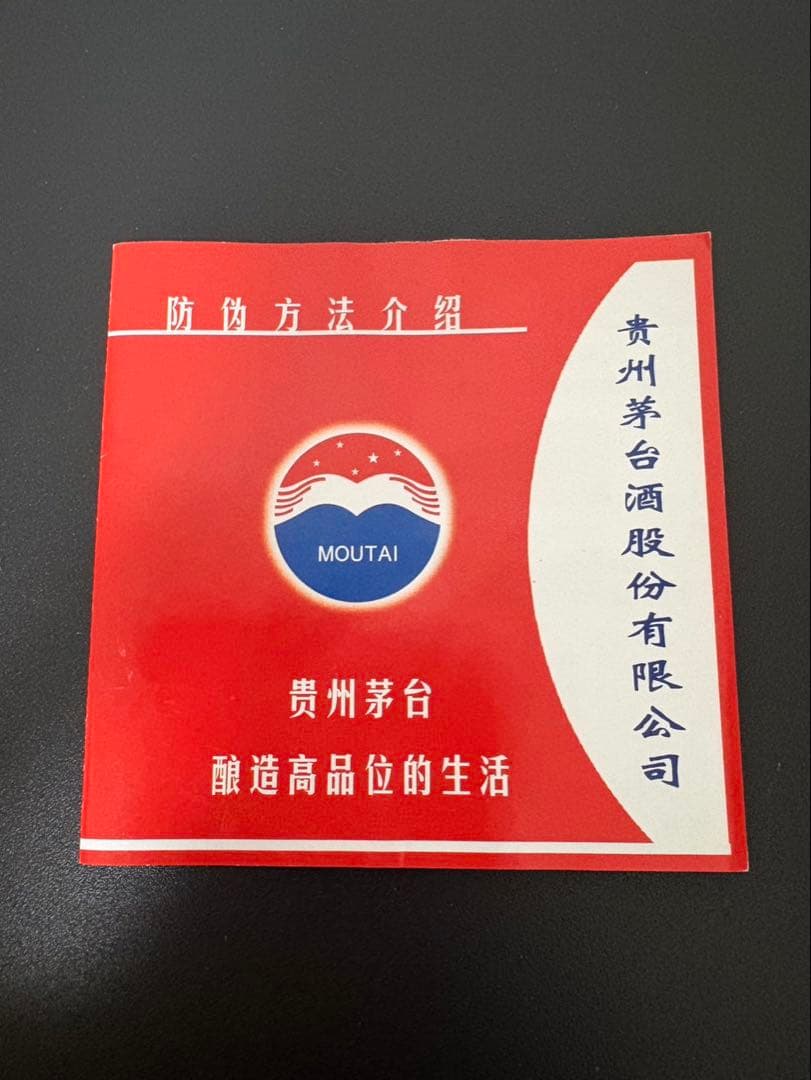 防伪方法介绍
MOUTAI
贵州茅台
酿造高品位的生活
贵州茅台酒股份有限公司